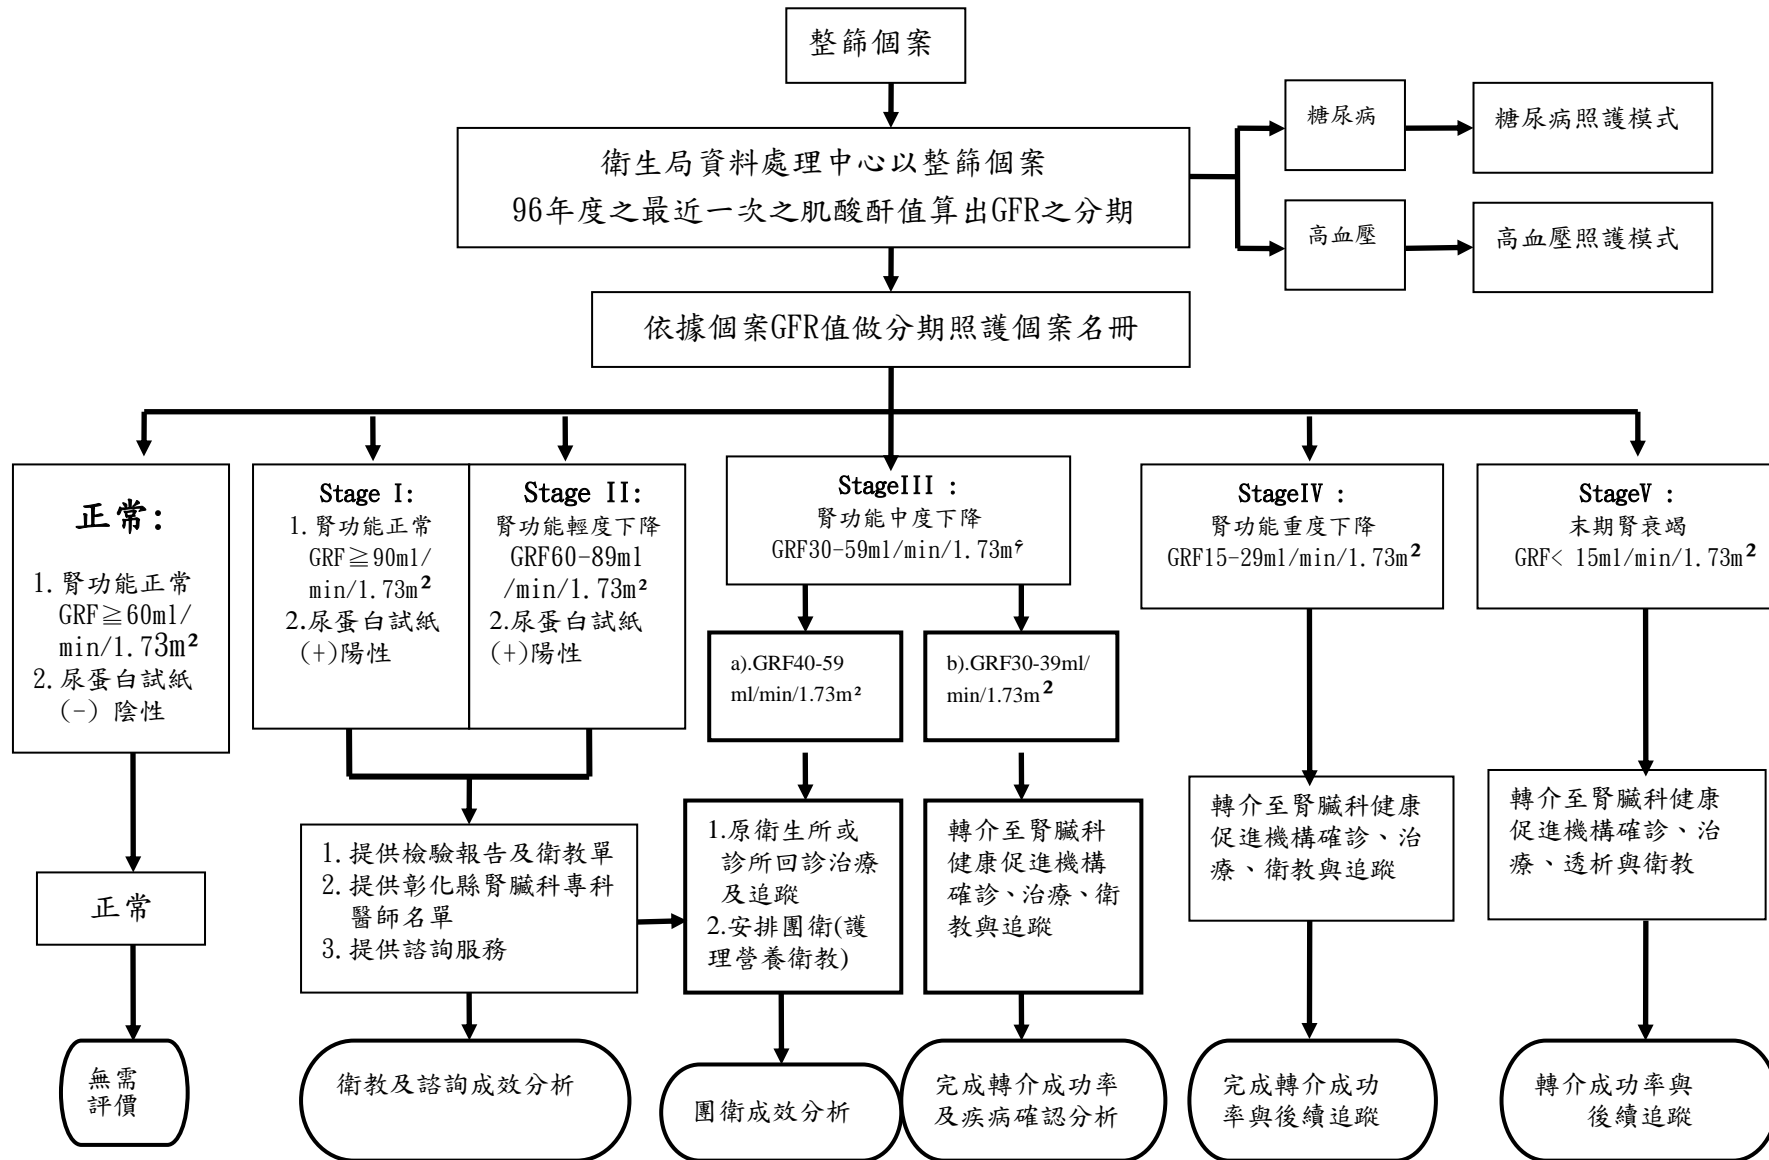 整篩個案
糖尿病
糖尿病照護模式
衛生局資料處理中心以整篩個案
96年度之最近一次之肌酸酐值算出GFR之分期
高血壓
高血壓照護模式
依據個案GFR值做分期照護個案名冊
正常:
1.腎功能正常
GRF≧60ml/
min/1.73m²
2.尿蛋白試紙
(-) 陰性
Stage I:
1.腎功能正常
GRF≧90ml/
min/1.73m²
2.尿蛋白試紙
(+)陽性
Stage II:
腎功能輕度下降
GRF60-89ml
/min/1.73m²
2.尿蛋白試紙
(+)陽性
StageIII :
腎功能中度下降
GRF30-59ml/min/1.73m
StageIV :
腎功能重度下降
GRF15-29ml/min/1.73m²
StageV :
末期腎衰竭
GRF< 15ml/min/1.73m²
a).GRF40-59
ml/min/1.73m²
b).GRF30-39ml/
min/1.73m²
正常
1.提供檢驗報告及衛教單
2.提供彰化縣腎臟科專科
醫師名單
3.提供諮詢服務
1.原衛生所或
診所回診治療
及追蹤
2.安排團衛(護
理營養衛教)
轉介至腎臟科
健康促進機構
確診、治療、衛
教與追蹤
轉介至腎臟科健康
促進機構確診、治
療、衛教與追蹤
轉介至腎臟科健康
促進機構確診、治
療、透析與衛教
無需
評價
衛教及諮詢成效分析
團衛成效分析
完成轉介成功率
及疾病確認分析
完成轉介成功
率與後續追蹤
轉介成功率與
後續追蹤